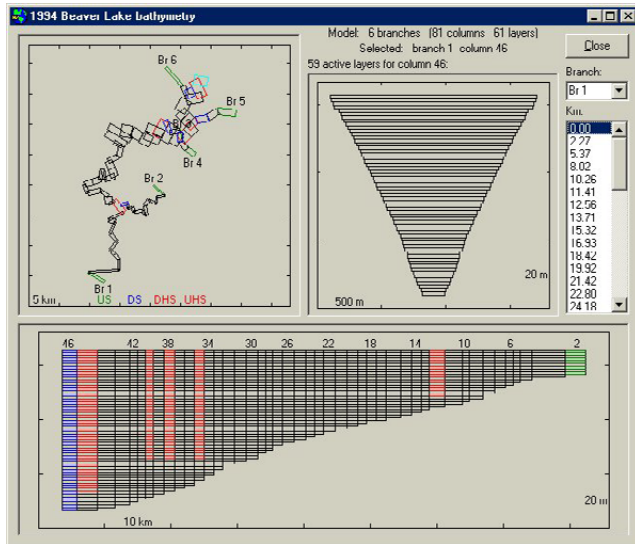 1994 Beaver Lake bathymetry
Model: 6 branches (81 columns 61 layers)
Selected: branch 1 column 46
59 active layers for column 46:
Close
Branch:
Br 1
Km.
0.00
2.27
5.37
8.02
10.26
11.41
12.56
13.71
15.32
16.93
18.42
19.92
21.42
22.80
24.18
Br 6
Br 5
Br 3
Br 4
Br 2
Br 1
5 km
US DS DHS UHS
20 m
500 m
46 42 38 34 30 26 22 18 14 10 6 2
20 m
10 km